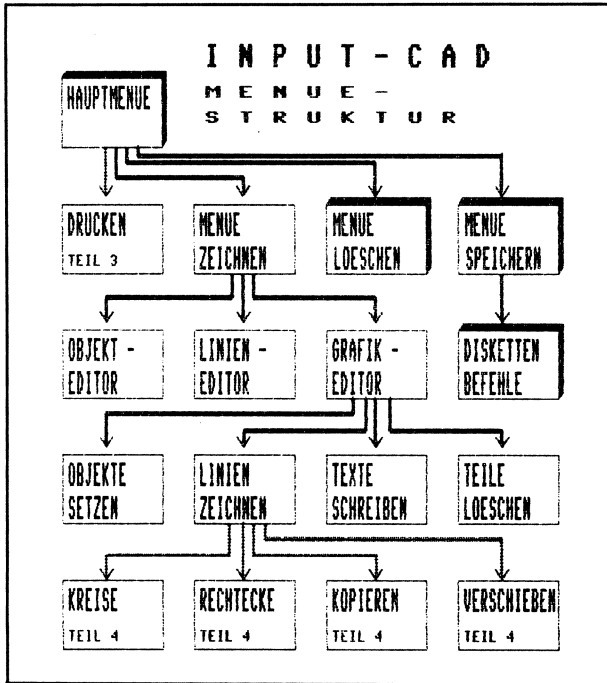 INPUT-CAD
MENUE-
STRUKTUR
HAUPTMENUE
DRUCKEN
TEIL 3
MENUE
ZEICHNEN
MENUE
LOESCHEN
MENUE
SPEICHERN
OBJEKT -
EDITOR
LINIEN -
EDITOR
GRAFIK -
EDITOR
DISKETTEN
BEFEHLE
OBJEKTE
SETZEN
LINIEN
ZEICHNEN
TEXTE
SCHREIBEN
TEILE
LOESCHEN
KREISE
TEIL 4
RECHTECKE
TEIL 4
KOPIEREN
TEIL 4
VERSCHIEBEN
TEIL 4